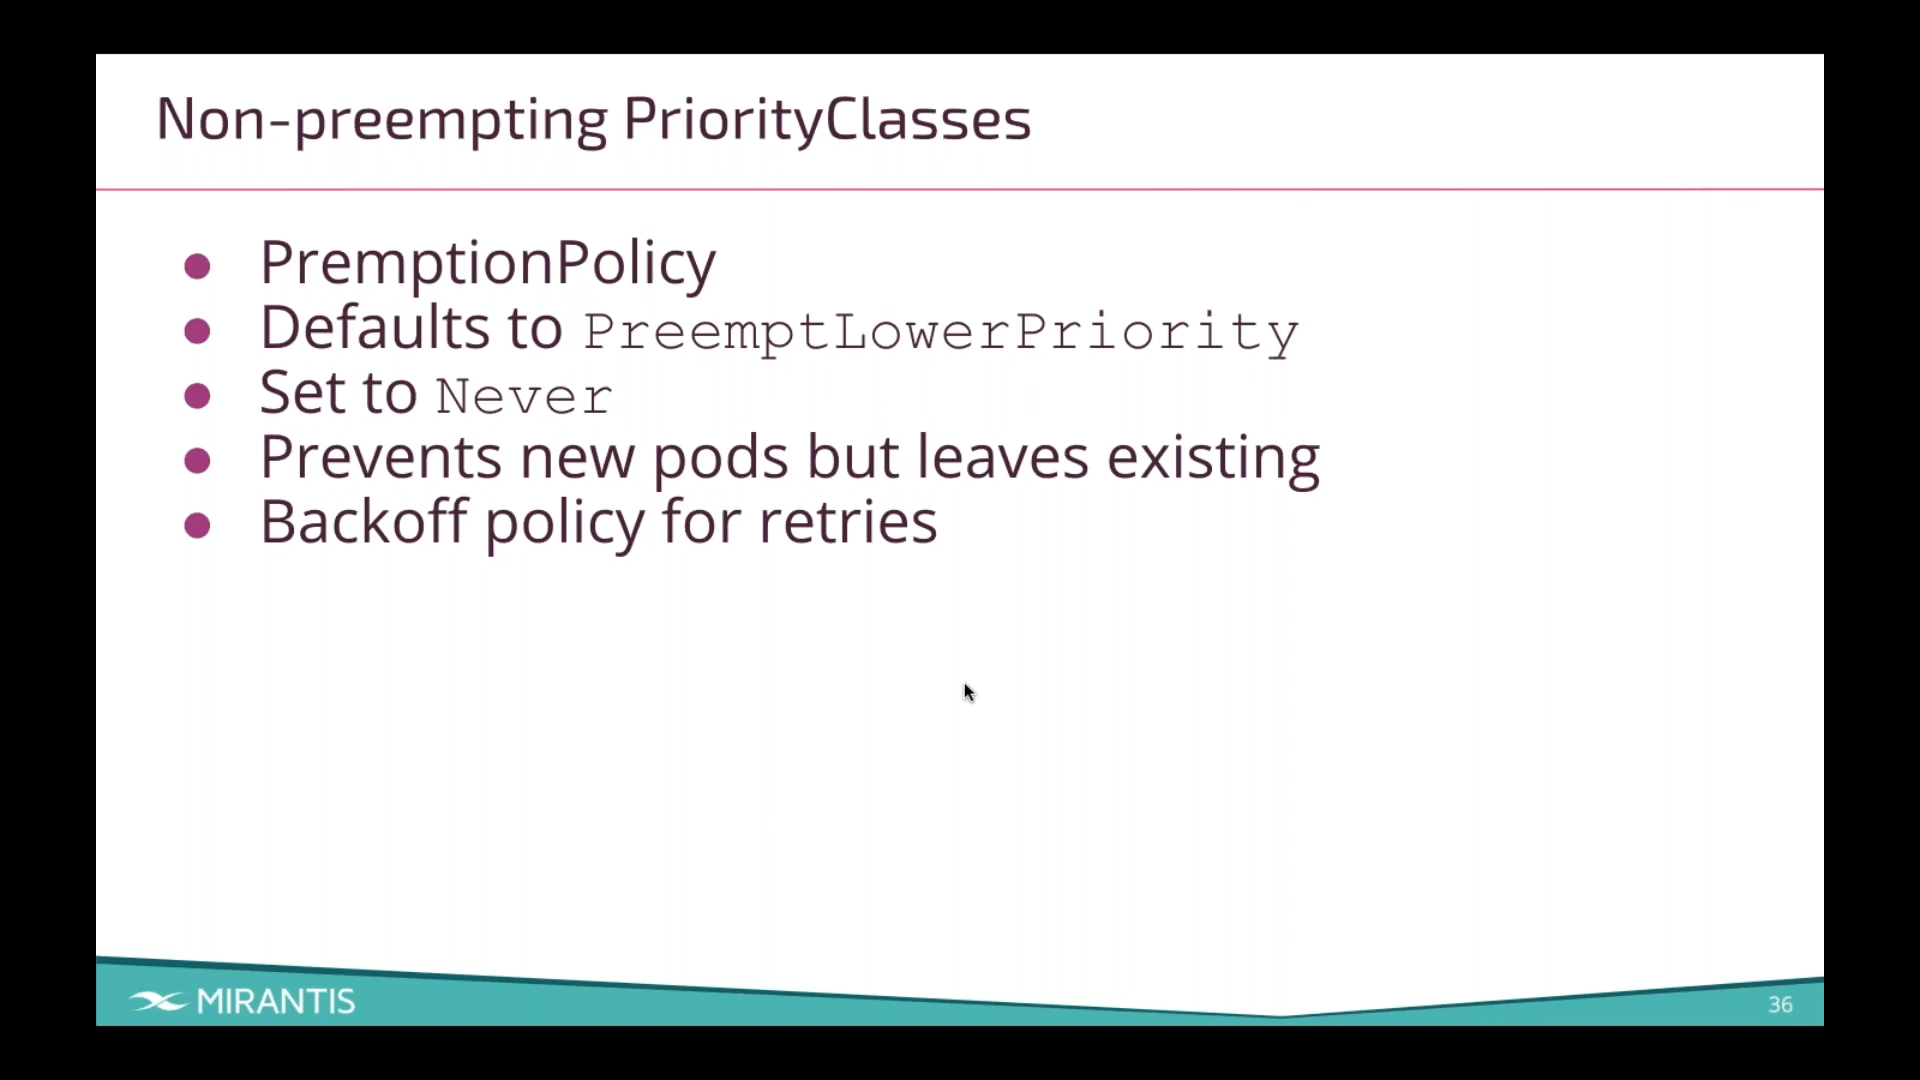 Non-preempting PriorityClasses
● PremptionPolicy
● Defaults to PreemptLowerPriority
● Set to Never
● Prevents new pods but leaves existing
● Backoff policy for retries
MIRANTIS
36